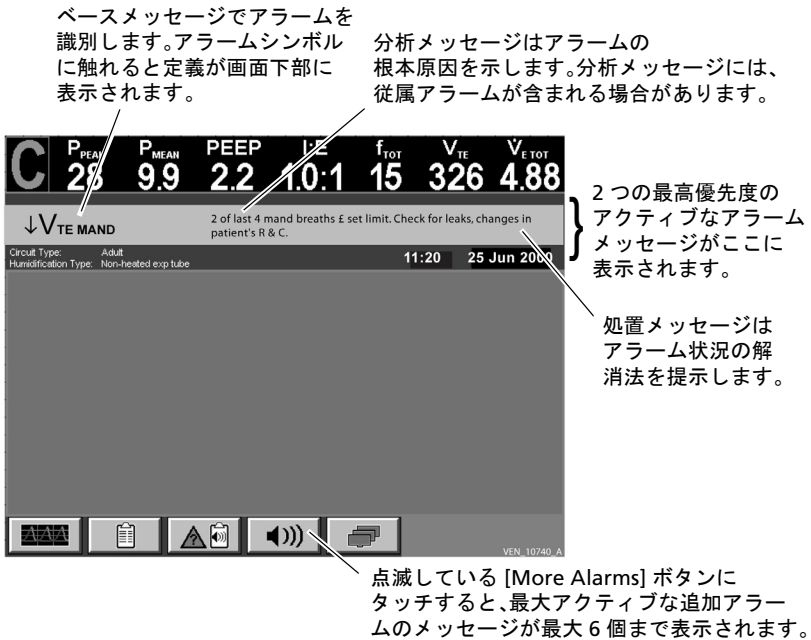 ベースメッセージでアラームを
識別します。アラームシンボル
に触れると定義が画面下部に
表示されます。
分析メッセージはアラームの
根本原因を示します。分析メッセージには、
従属アラームが含まれる場合があります。
C
PPEAK PMEAN PEEP I:E fTOT VTE V̇E TOT
28 9.9 2.2 1.0:1 15 326 4.88
↓VTE MAND
2 of last 4 mand breaths £ set limit. Check for leaks, changes in
patient's R & C.
Circuit Type: Adult
Humidification Type: Non-heated exp tube
11:20 25 Jun 2000
2 つの最高優先度の
アクティブなアラーム
メッセージがここに
表示されます。
処置メッセージは
アラーム状況の解
消法を提示します。
VEN_10740_A
点滅している [More Alarms] ボタンに
タッチすると、最大アクティブな追加アラー
ムのメッセージが最大 6 個まで表示されます。